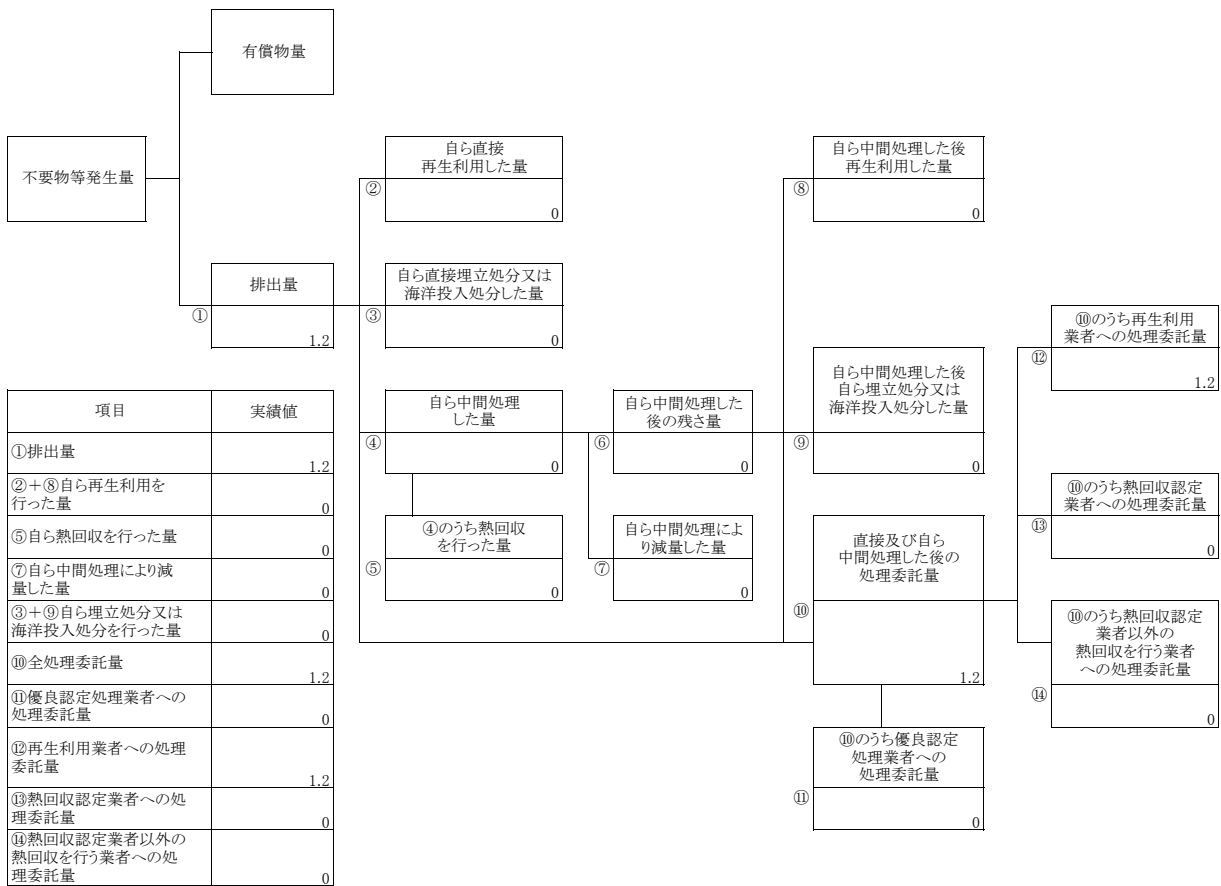 有償物量
不要物等発生量
自ら直接
再生利用した量
②
0
自ら中間処理した後
再生利用した量
⑧
0
排出量
①
1.2
自ら直接埋立処分又は
海洋投入処分した量
③
0
⑩のうち再生利用
業者への処理委託量
⑫
1.2
自ら中間処理
した量
④
0
自ら中間処理した
後の残さ量
⑥
0
自ら中間処理した後
自ら埋立処分又は
海洋投入処分した量
⑨
0
⑩のうち熱回収認定
業者への処理委託量
⑬
0
④のうち熱回収
を行った量
⑤
0
自ら中間処理によ
り減量した量
⑦
0
直接及び自ら
中間処理した後の
処理委託量
⑩
1.2
⑩のうち熱回収認定
業者以外の
熱回収を行う業者
への処理委託量
⑭
0
⑩のうち優良認定
処理業者への
処理委託量
⑪
0
項目 実績値
①排出量
1.2
②+⑧自ら再生利用を
行った量
0
⑤自ら熱回収を行った量
0
⑦自ら中間処理により減
量した量
0
③+⑨自ら埋立処分又は
海洋投入処分を行った量
0
⑩全処理委託量
1.2
⑪優良認定処理業者への
処理委託量
0
⑫再生利用業者への処理
委託量
1.2
⑬熱回収認定業者への処
理委託量
0
⑭熱回収認定業者以外の
熱回収を行う業者への処
理委託量
0